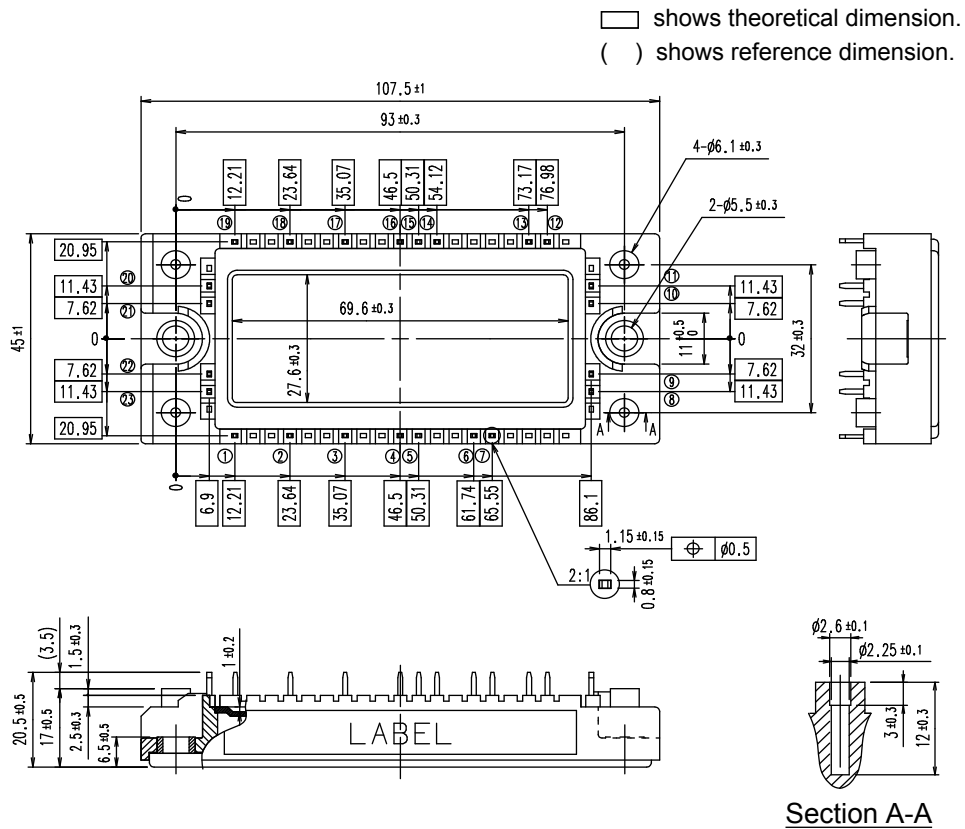 shows theoretical dimension.
( ) shows reference dimension.
107.5 ±1
93 ±0.3
4-ø6.1 ±0.3
2-ø5.5 ±0.3
0 12.21 23.64 35.07 46.5 50.31 54.12 73.17 76.98
⑲ ⑱ ⑰ ⑯ ⑮ ⑭ ⑬ ⑫
20.95
11.43
7.62
0
7.62
11.43
20.95
45 ±1
⑳
㉑
㉒
㉓
69.6 ±0.3
27.6 ±0.3
⑪
⑩
⑨
⑧
11 +0.5 0
11.43
7.62
0
7.62
11.43
32 ±0.3
A A
① ② ③ ④ ⑤ ⑥ ⑦
0 6.9 12.21 23.64 35.07 46.5 50.31 61.74 65.55 86.1
1.15 ±0.15
⌖ ø0.5
2:1
0.8 ±0.15
(3.5)
1.5 ±0.3
1 ±0.2
20.5 ±0.5
17 ±0.5
2.5 ±0.3
6.5 ±0.5
LABEL
ø2.6 ±0.1
ø2.25 ±0.1
3 ±0.3
12 ±0.3
Section A-A